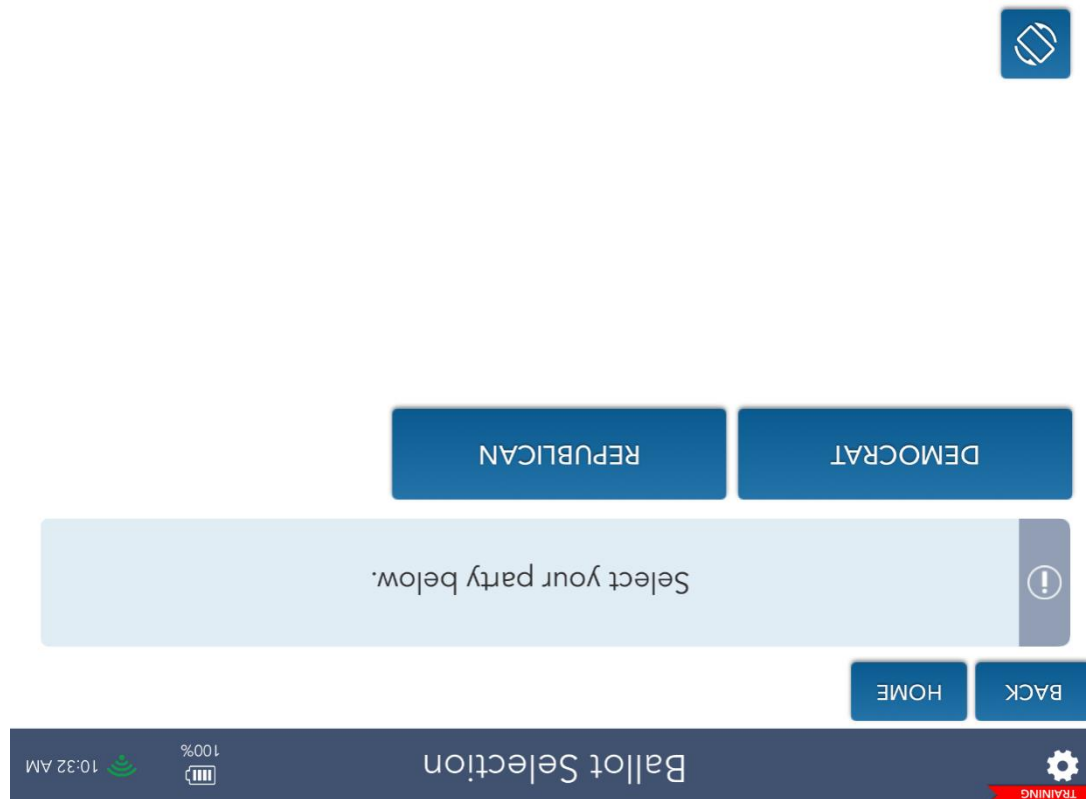 TRAINING
Ballot Selection
100%
10:32 AM
BACK
HOME
Select your party below.
DEMOCRAT
REPUBLICAN